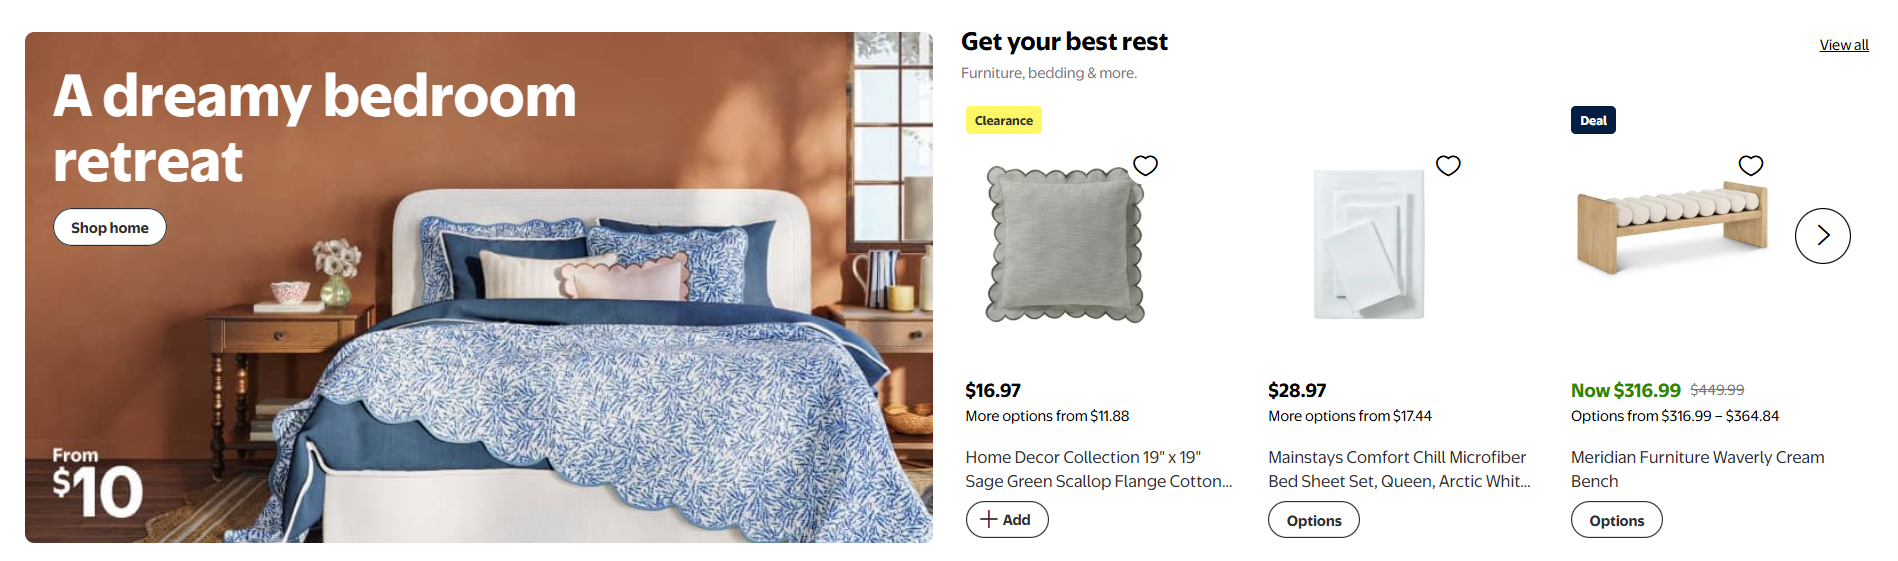 A dreamy bedroom
retreat
Shop home
From
$10
Get your best rest
View all
Furniture, bedding & more.
Clearance
$16.97
More options from $11.88
Home Decor Collection 19" x 19"
Sage Green Scallop Flange Cotton...
Add
$28.97
More options from $17.44
Mainstays Comfort Chill Microfiber
Bed Sheet Set, Queen, Arctic Whit...
Options
Deal
Now $316.99 $449.99
Options from $316.99 – $364.84
Meridian Furniture Waverly Cream
Bench
Options